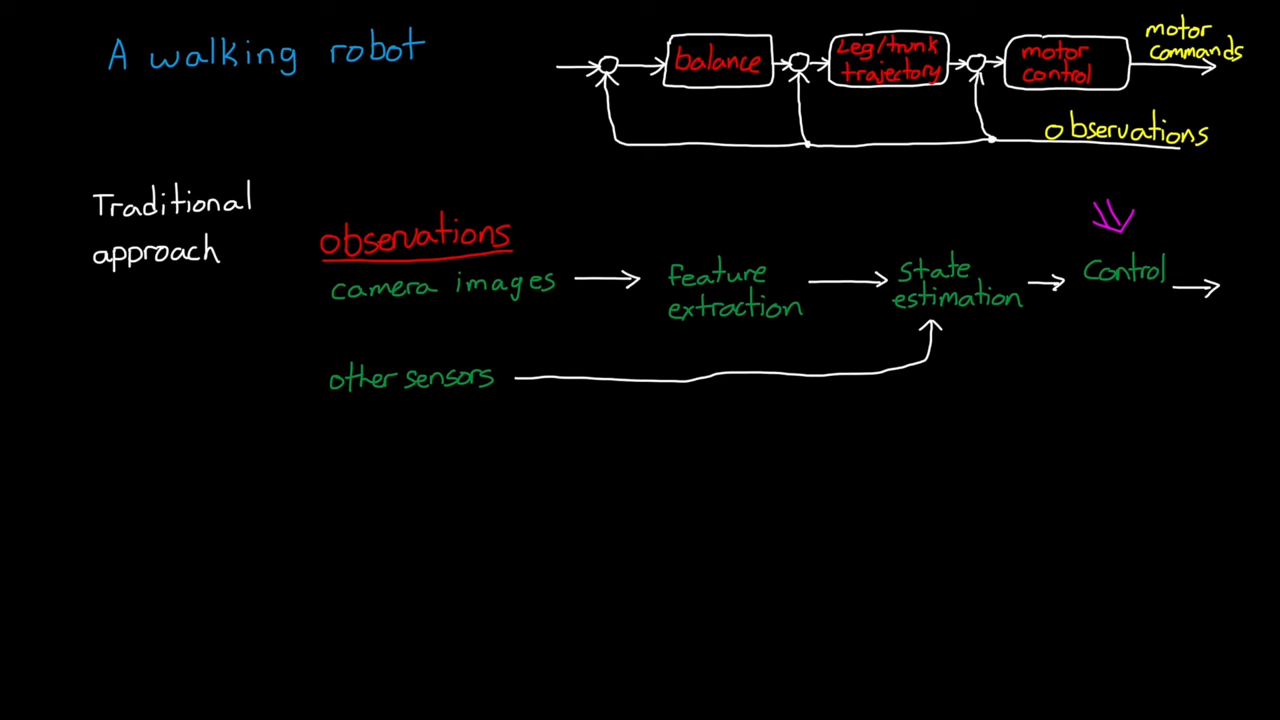 A walking robot
balance
Leg/trunk
trajectory
motor
control
motor
commands
observations
Traditional
approach
observations
camera images
feature
extraction
state
estimation
Control
other sensors